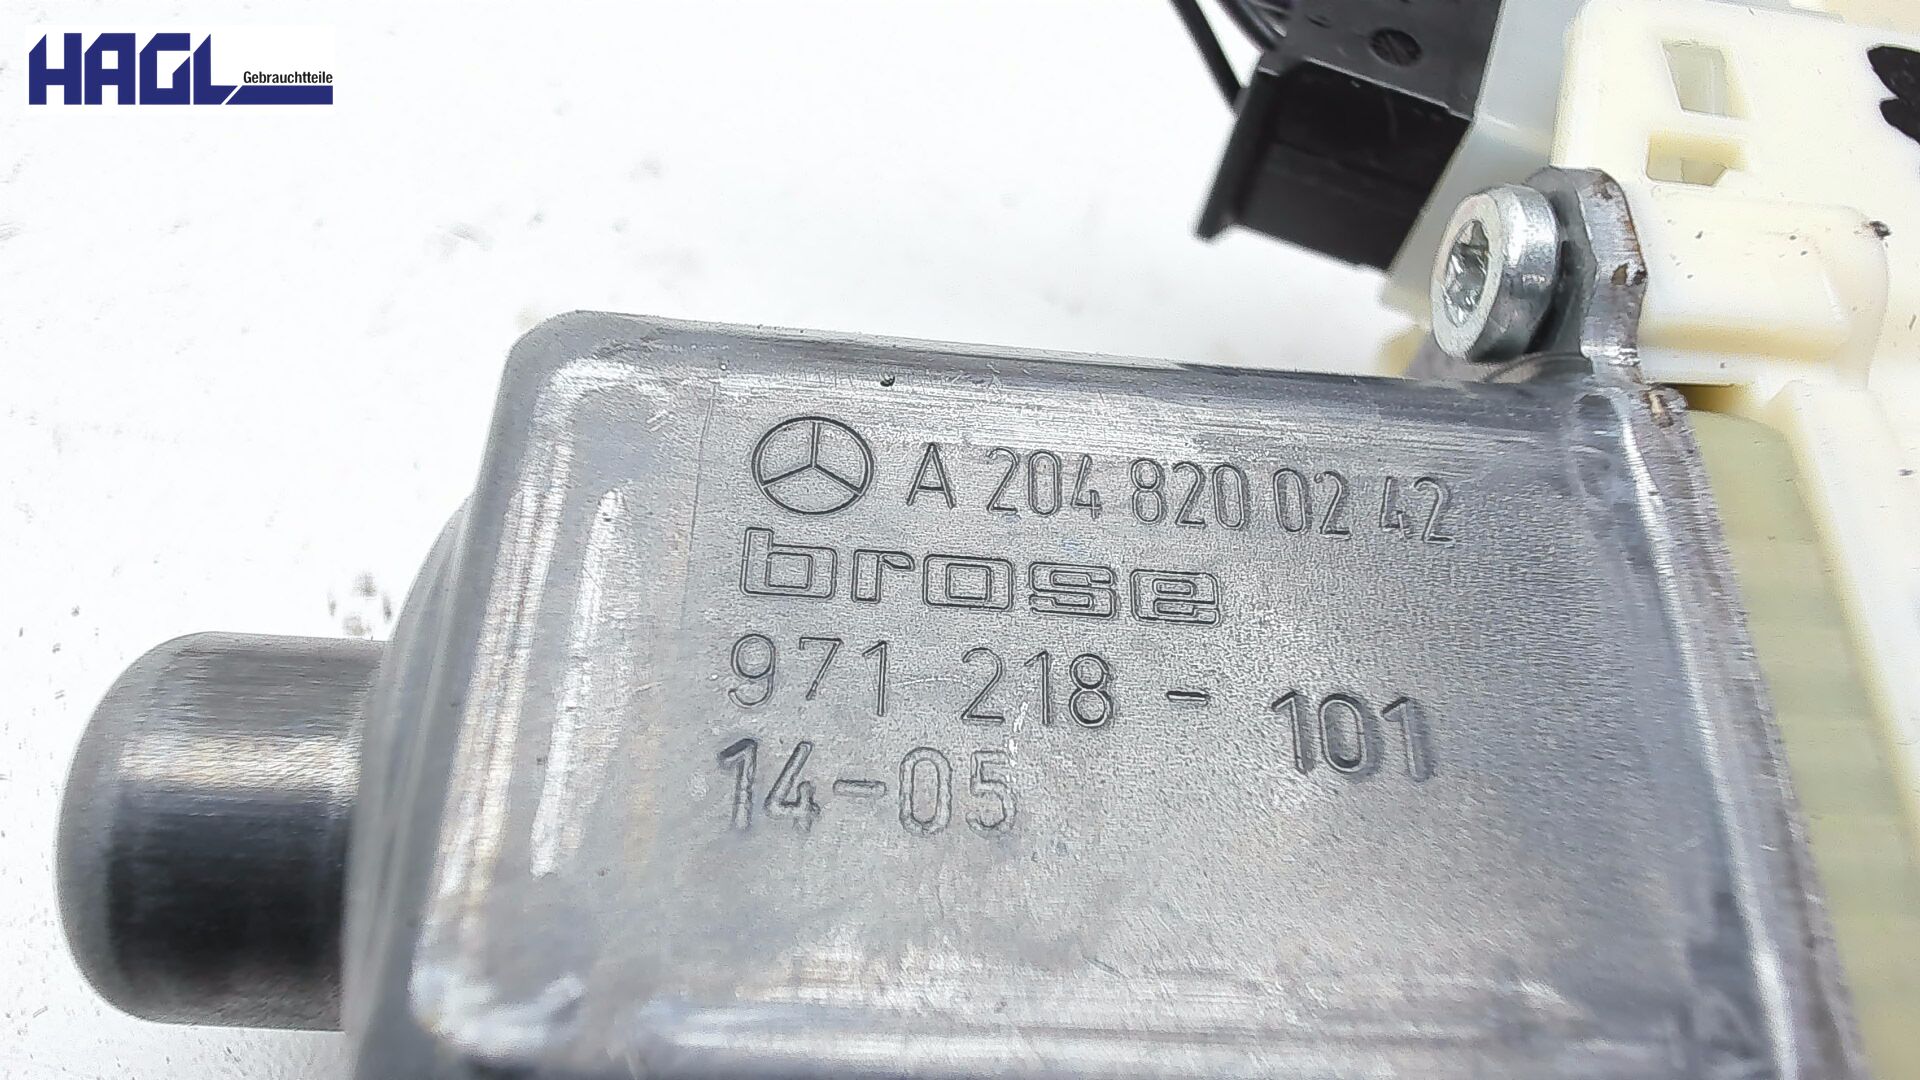 HAGL Gebrauchtteile
A 204 820 02 42
brose
971 218 - 101
14-05